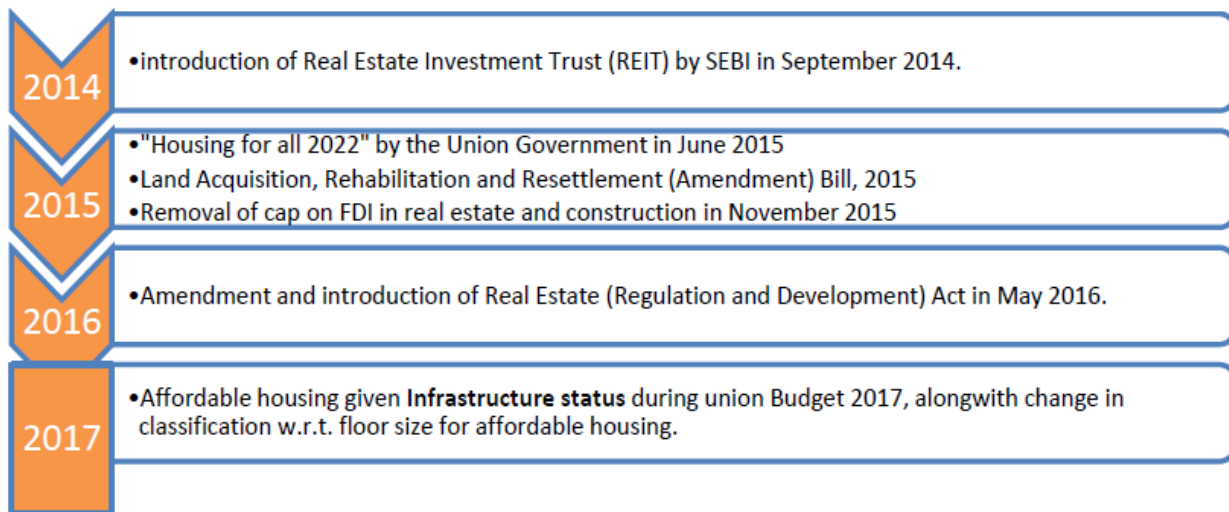 2014
•introduction of Real Estate Investment Trust (REIT) by SEBI in September 2014.
2015
•"Housing for all 2022" by the Union Government in June 2015
•Land Acquisition, Rehabilitation and Resettlement (Amendment) Bill, 2015
•Removal of cap on FDI in real estate and construction in November 2015
2016
•Amendment and introduction of Real Estate (Regulation and Development) Act in May 2016.
2017
•Affordable housing given Infrastructure status during union Budget 2017, alongwith change in
classification w.r.t. floor size for affordable housing.